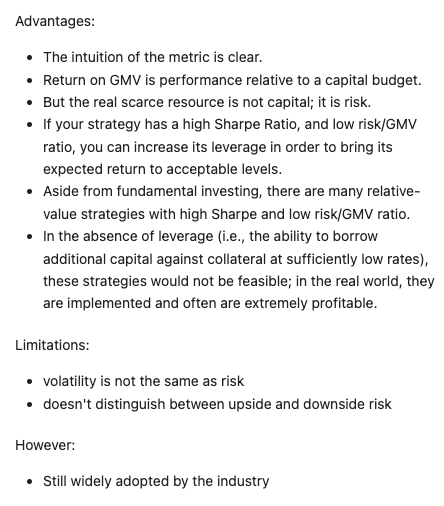 Advantages:
• The intuition of the metric is clear.
• Return on GMV is performance relative to a capital budget.
• But the real scarce resource is not capital; it is risk.
• If your strategy has a high Sharpe Ratio, and low risk/GMV
ratio, you can increase its leverage in order to bring its
expected return to acceptable levels.
• Aside from fundamental investing, there are many relative-
value strategies with high Sharpe and low risk/GMV ratio.
• In the absence of leverage (i.e., the ability to borrow
additional capital against collateral at sufficiently low rates),
these strategies would not be feasible; in the real world, they
are implemented and often are extremely profitable.
Limitations:
• volatility is not the same as risk
• doesn't distinguish between upside and downside risk
However:
• Still widely adopted by the industry